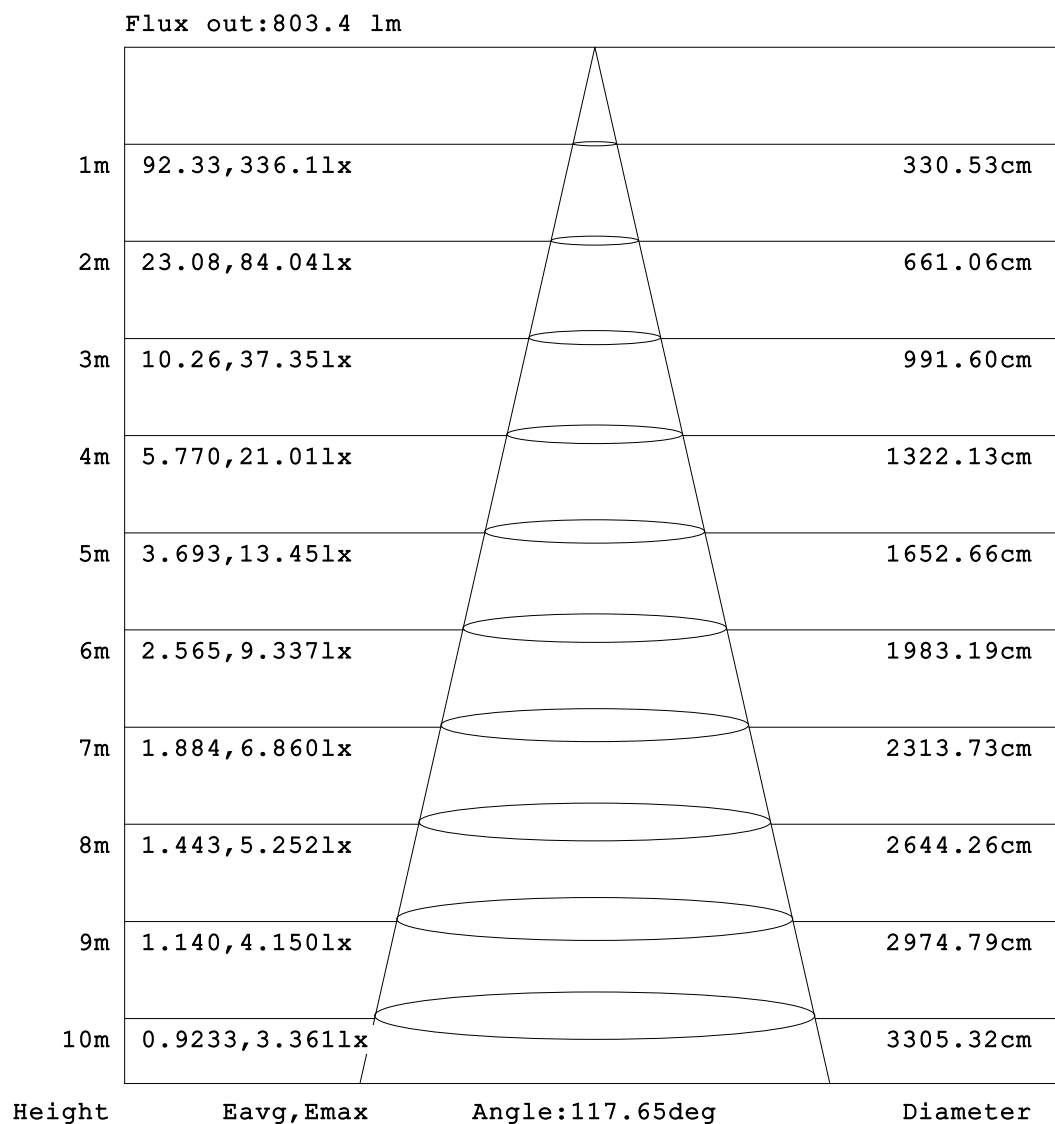 Flux out:803.4 lm
1m 92.33,336.1lx 330.53cm
2m 23.08,84.04lx 661.06cm
3m 10.26,37.35lx 991.60cm
4m 5.770,21.01lx 1322.13cm
5m 3.693,13.45lx 1652.66cm
6m 2.565,9.337lx 1983.19cm
7m 1.884,6.860lx 2313.73cm
8m 1.443,5.252lx 2644.26cm
9m 1.140,4.150lx 2974.79cm
10m 0.9233,3.361lx 3305.32cm
Height Eavg,Emax Angle:117.65deg Diameter